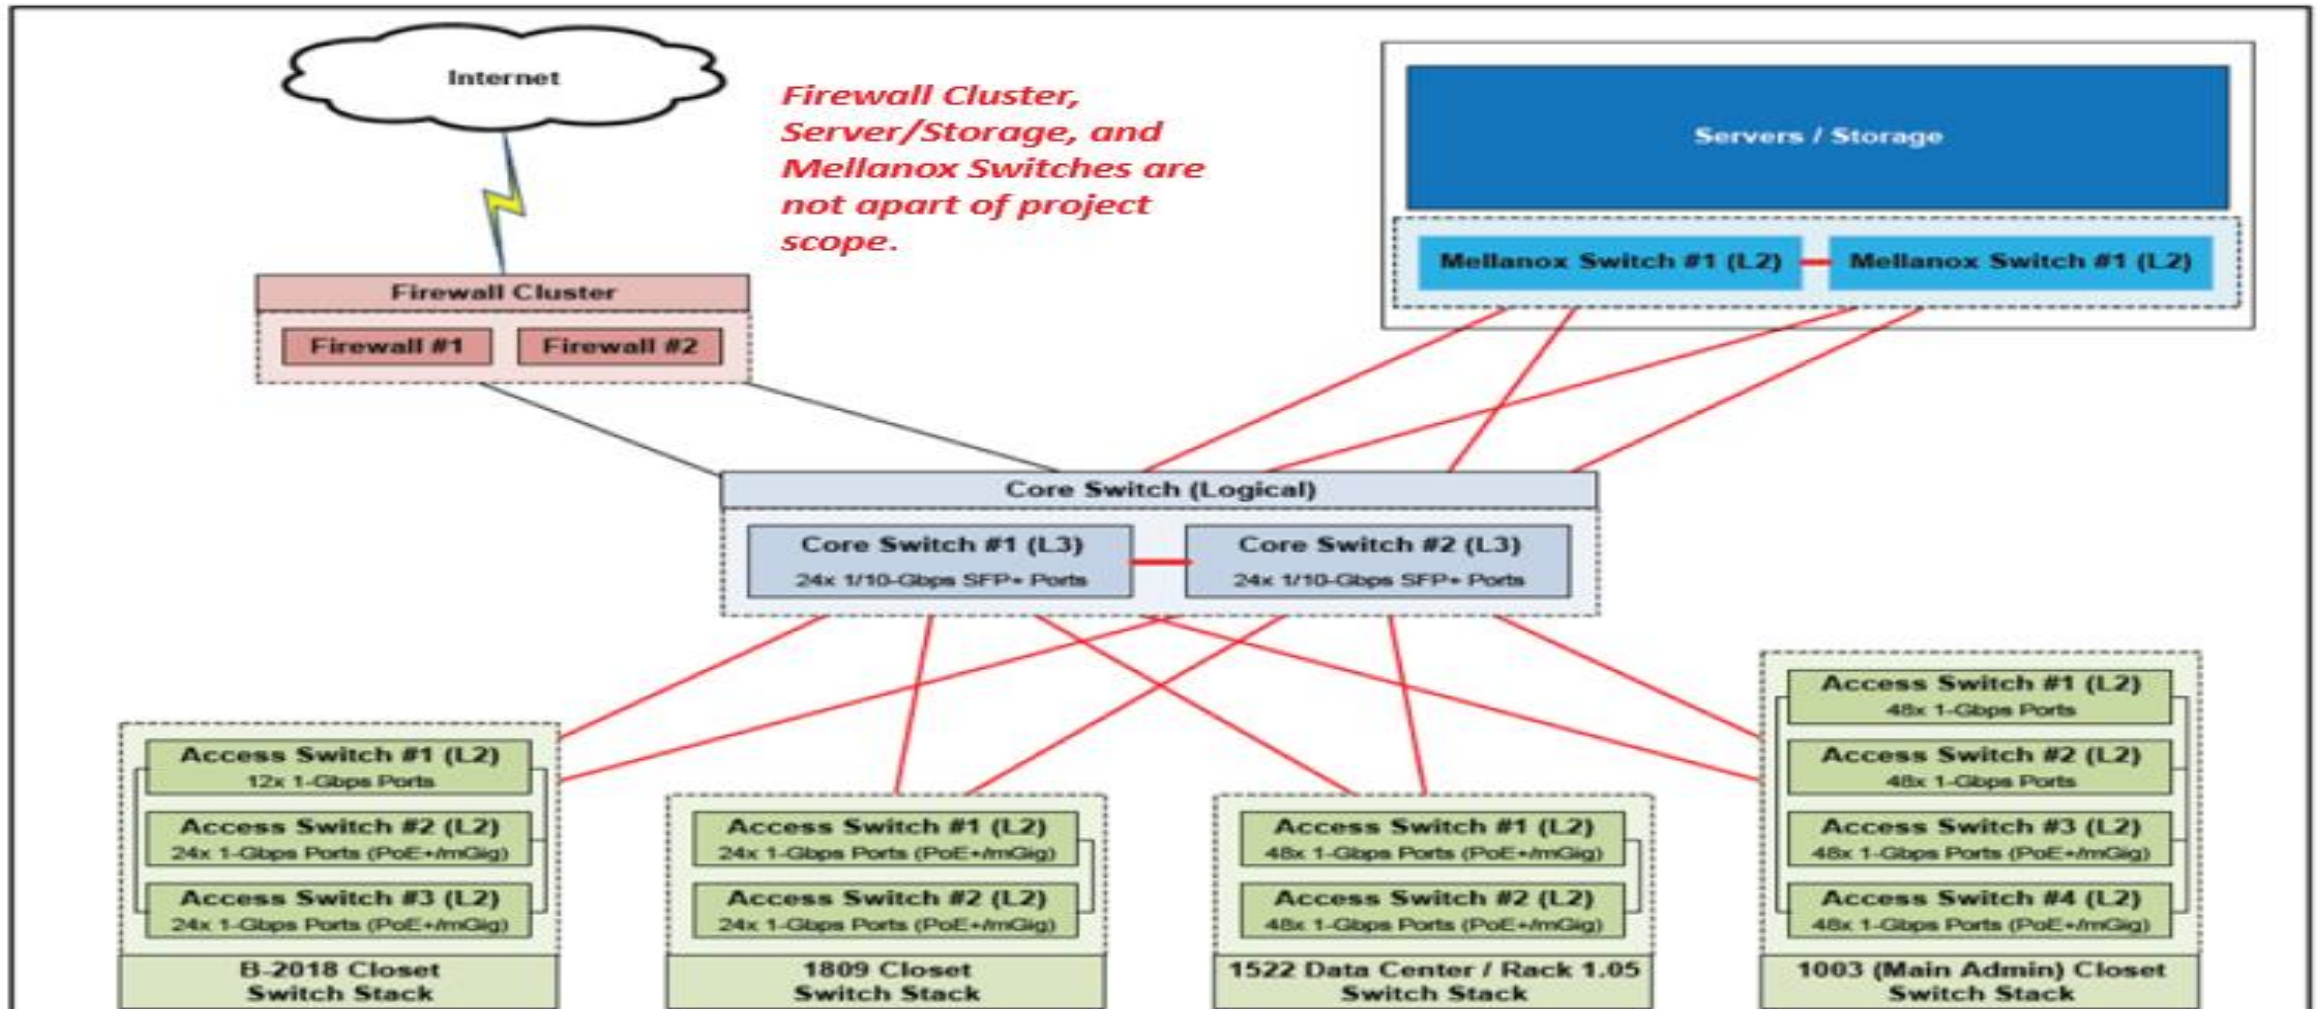 Internet
Firewall Cluster,
Server/Storage, and
Mellanox Switches are
not apart of project
scope.
Servers / Storage
Mellanox Switch #1 (L2)
Mellanox Switch #1 (L2)
Firewall Cluster
Firewall #1
Firewall #2
Core Switch (Logical)
Core Switch #1 (L3)
24x 1/10-Gbps SFP+ Ports
Core Switch #2 (L3)
24x 1/10-Gbps SFP+ Ports
Access Switch #1 (L2)
12x 1-Gbps Ports
Access Switch #2 (L2)
24x 1-Gbps Ports (PoE+/mGig)
Access Switch #3 (L2)
24x 1-Gbps Ports (PoE+/mGig)
B-2018 Closet
Switch Stack
Access Switch #1 (L2)
24x 1-Gbps Ports (PoE+/mGig)
Access Switch #2 (L2)
24x 1-Gbps Ports (PoE+/mGig)
1809 Closet
Switch Stack
Access Switch #1 (L2)
48x 1-Gbps Ports (PoE+/mGig)
Access Switch #2 (L2)
48x 1-Gbps Ports (PoE+/mGig)
1522 Data Center / Rack 1.05
Switch Stack
Access Switch #1 (L2)
48x 1-Gbps Ports
Access Switch #2 (L2)
48x 1-Gbps Ports
Access Switch #3 (L2)
48x 1-Gbps Ports (PoE+/mGig)
Access Switch #4 (L2)
48x 1-Gbps Ports (PoE+/mGig)
1003 (Main Admin) Closet
Switch Stack